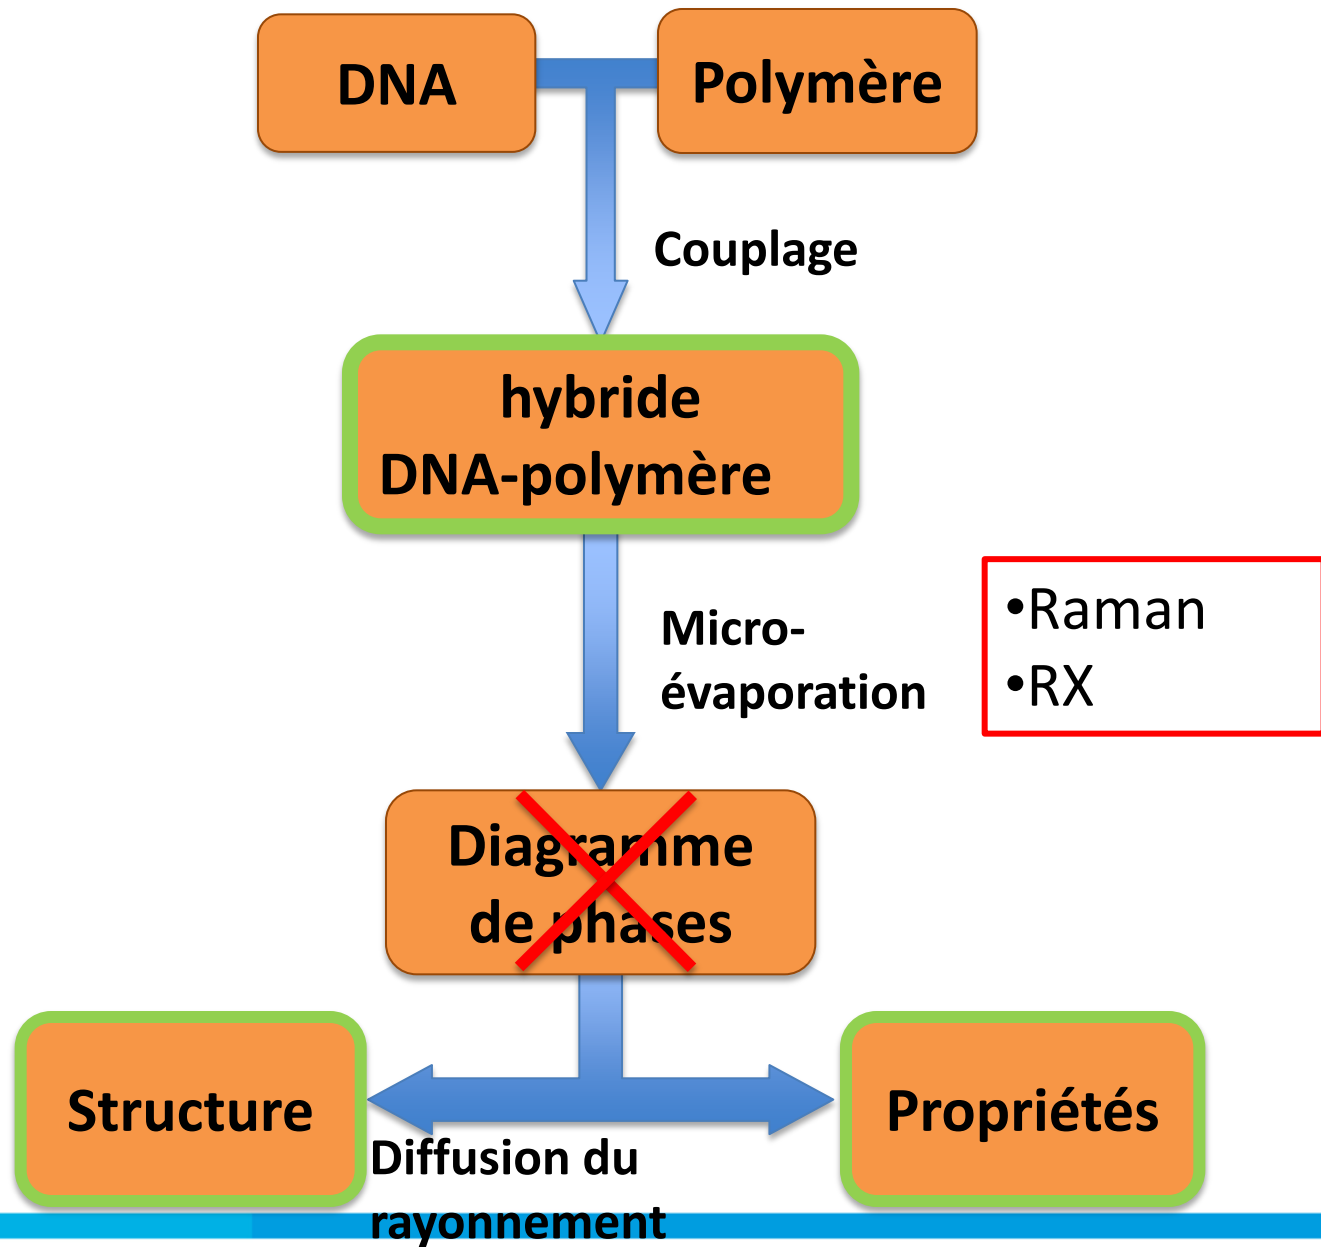 DNA
Polymère
Couplage
hybride
DNA-polymère
Micro-
évaporation
•Raman
•RX
Diagramme
de phases
Structure
Propriétés
Diffusion du
rayonnement